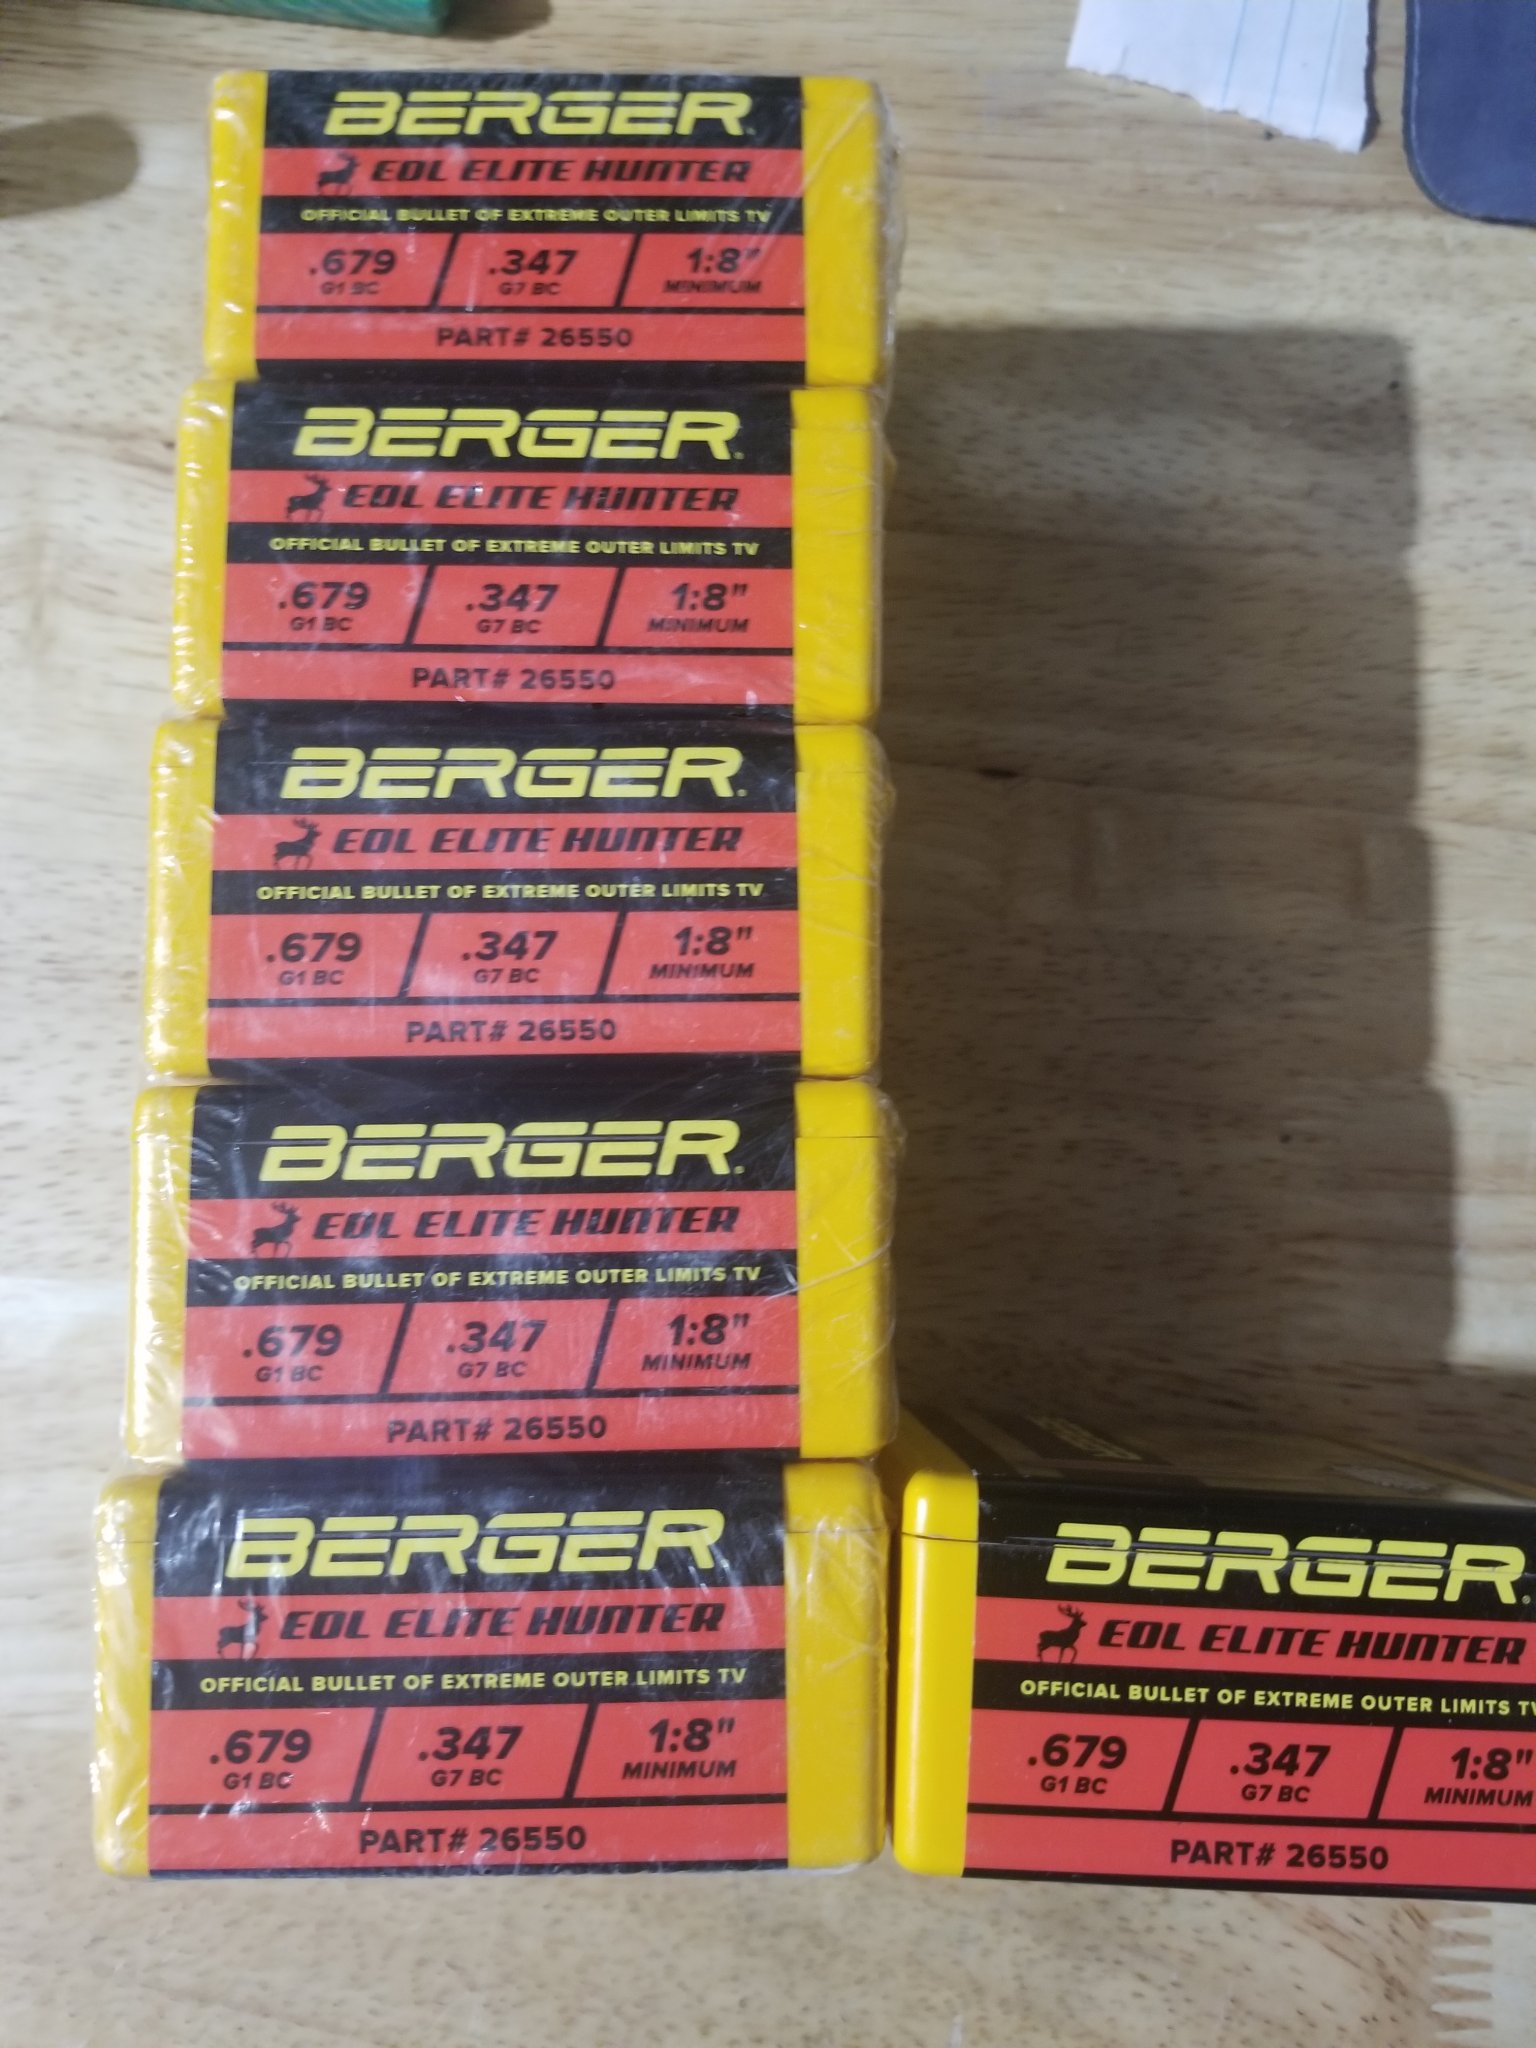 BERGER
EOL ELITE HUNTER
OFFICIAL BULLET OF EXTREME OUTER LIMITS TV
.679 .347 1:8"
G1 BC G7 BC MINIMUM
PART# 26550
BERGER
EOL ELITE HUNTER
OFFICIAL BULLET OF EXTREME OUTER LIMITS TV
.679 .347 1:8"
G1 BC G7 BC MINIMUM
PART# 26550
BERGER
EOL ELITE HUNTER
OFFICIAL BULLET OF EXTREME OUTER LIMITS TV
.679 .347 1:8"
G1 BC G7 BC MINIMUM
PART# 26550
BERGER
EOL ELITE HUNTER
OFFICIAL BULLET OF EXTREME OUTER LIMITS TV
.679 .347 1:8"
G1 BC G7 BC MINIMUM
PART# 26550
BERGER
EOL ELITE HUNTER
OFFICIAL BULLET OF EXTREME OUTER LIMITS TV
.679 .347 1:8"
G1 BC G7 BC MINIMUM
PART# 26550
BERGER
EOL ELITE HUNTER
OFFICIAL BULLET OF EXTREME OUTER LIMITS TV
.679 .347 1:8"
G1 BC G7 BC MINIMUM
PART# 26550